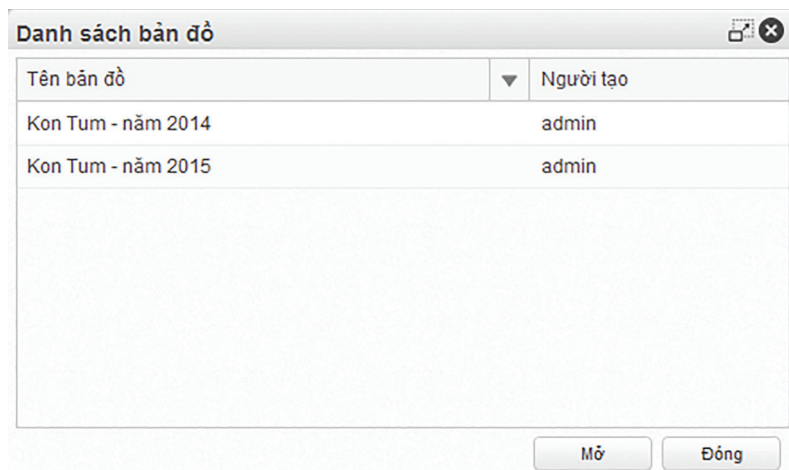 Danh sách bản đồ
Tên bản đồ Người tạo
Kon Tum - năm 2014 admin
Kon Tum - năm 2015 admin
Mở Đóng